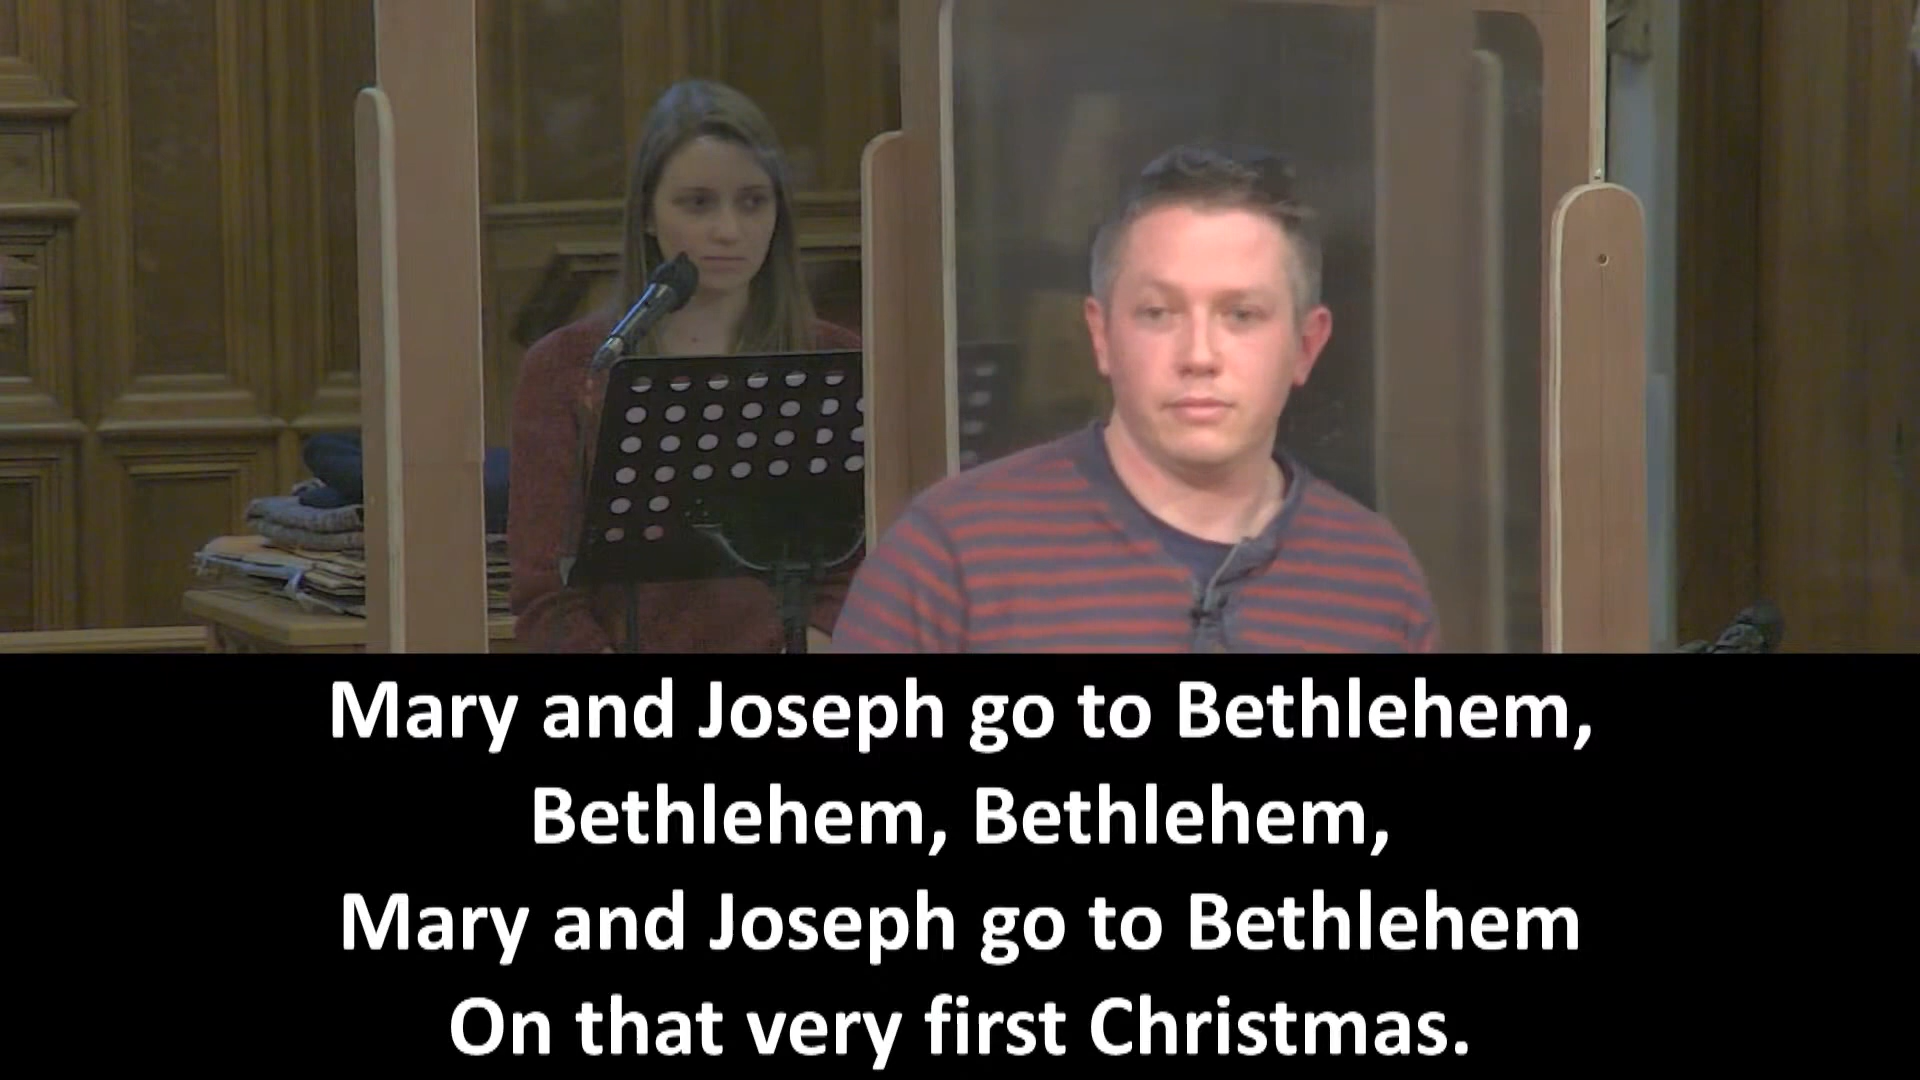 Mary and Joseph go to Bethlehem,
Bethlehem, Bethlehem,
Mary and Joseph go to Bethlehem
On that very first Christmas.